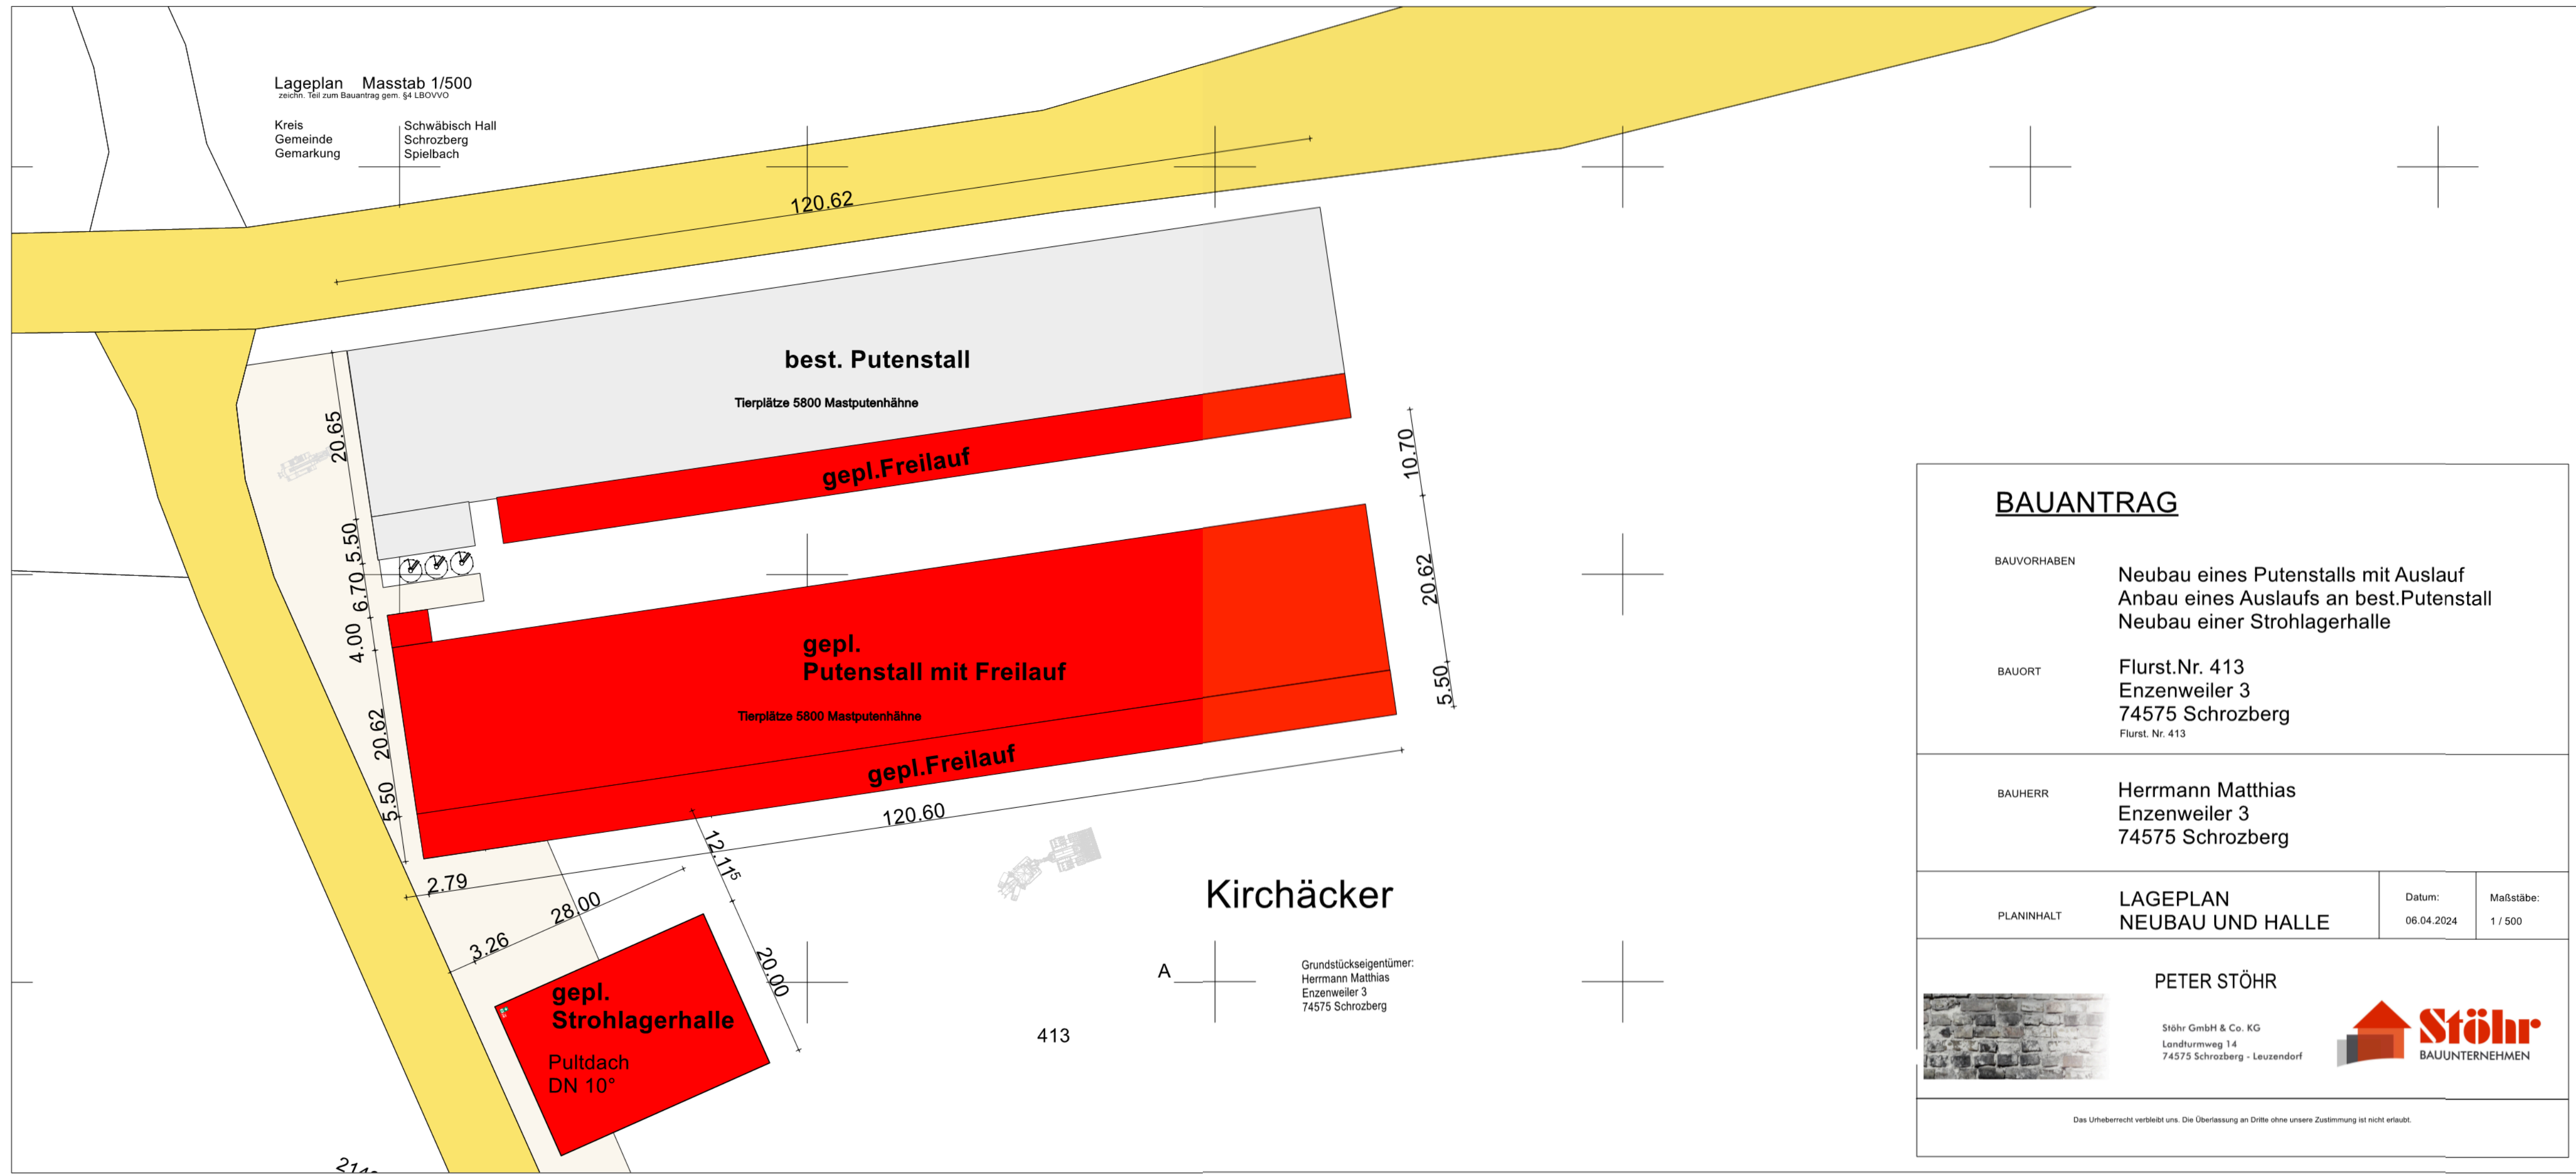 Lageplan Masstab 1/500
zeichn. Teil zum Bauantrag gem. §4 LBOVVO
Kreis Schwäbisch Hall
Gemeinde Schrozberg
Gemarkung Spielbach
120.62
best. Putenstall
Tierplätze 5800 Mastputenhähne
gepl.Freilauf
20.65
5.50
6.70
4.00
20.62
5.50
10.70
20.62
5.50
gepl.
Putenstall mit Freilauf
Tierplätze 5800 Mastputenhähne
gepl.Freilauf
120.60
2.79
28.00
3.26
12.11⁵
20.00
gepl.
Strohlagerhalle
Pultdach
DN 10°
Kirchäcker
A
Grundstückseigentümer:
Herrmann Matthias
Enzenweiler 3
74575 Schrozberg
413
BAUANTRAG
BAUVORHABEN
Neubau eines Putenstalls mit Auslauf
Anbau eines Auslaufs an best.Putenstall
Neubau einer Strohlagerhalle
BAUORT
Flurst.Nr. 413
Enzenweiler 3
74575 Schrozberg
Flurst. Nr. 413
BAUHERR
Herrmann Matthias
Enzenweiler 3
74575 Schrozberg
PLANINHALT
LAGEPLAN
NEUBAU UND HALLE
Datum:
06.04.2024
Maßstäbe:
1 / 500
PETER STÖHR
Stöhr GmbH & Co. KG
Landturmweg 14
74575 Schrozberg - Leuzendorf
Stöhr
BAUUNTERNEHMEN
Das Urheberrecht verbleibt uns. Die Überlassung an Dritte ohne unsere Zustimmung ist nicht erlaubt.